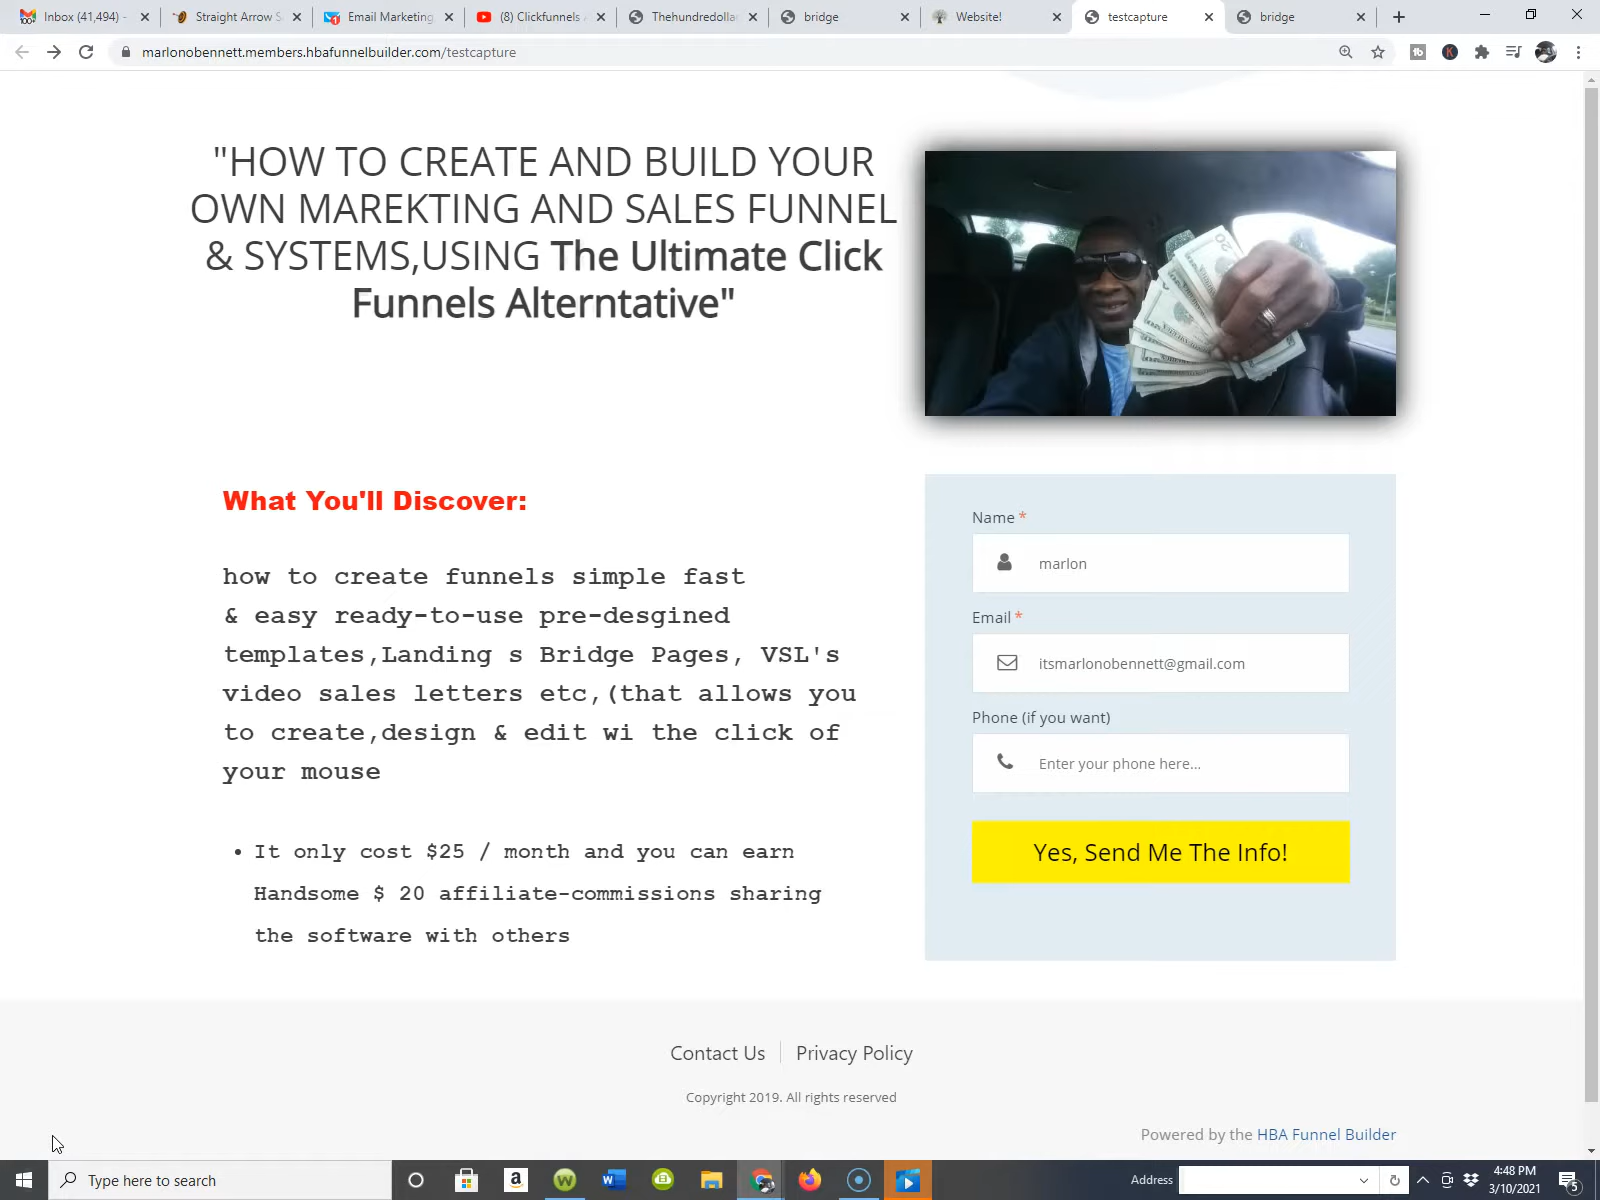 Inbox (41,494) -
Straight Arrow S
Email Marketing
(8) Clickfunnels
Thehundredolla
bridge
Website!
testcapture
bridge
marlonobennett.members.hbafunnelbuilder.com/testcapture
"HOW TO CREATE AND BUILD YOUR
OWN MAREKTING AND SALES FUNNEL
& SYSTEMS,USING The Ultimate Click
Funnels Alterntative"
What You'll Discover:
how to create funnels simple fast
& easy ready-to-use pre-desgined
templates,Landing s Bridge Pages, VSL's
video sales letters etc,(that allows you
to create,design & edit wi the click of
your mouse
• It only cost $25 / month and you can earn
Handsome $ 20 affiliate-commissions sharing
the software with others
Name *
marlon
Email *
itsmarlonobennett@gmail.com
Phone (if you want)
Enter your phone here...
Yes, Send Me The Info!
Contact Us
Privacy Policy
Copyright 2019. All rights reserved
Powered by the HBA Funnel Builder
Type here to search
Address
4:48 PM
3/10/2021
5